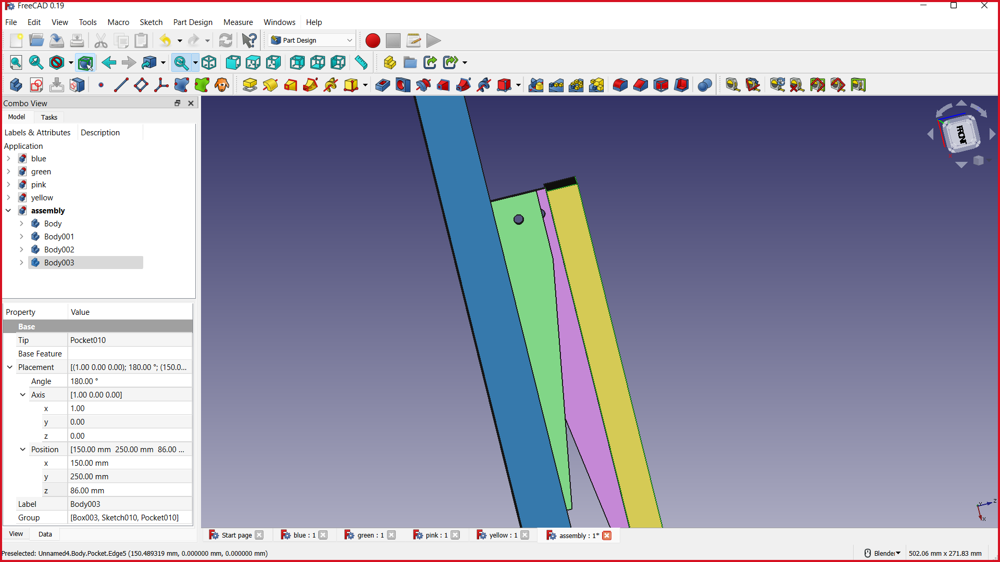 FreeCAD 0.19
File Edit View Tools Macro Sketch Part Design Measure Windows Help
Part Design
Combo View
Model Tasks
Labels & Attributes Description
Application
blue
green
pink
yellow
assembly
Body
Body001
Body002
Body003
Property Value
Base
Tip Pocket010
Base Feature
Placement [(1.00 0.00 0.00); 180.00 °; (150.0...
Angle 180.00 °
Axis [1.00 0.00 0.00]
x 1.00
y 0.00
z 0.00
Position [150.00 mm 250.00 mm 86.00 ...
x 150.00 mm
y 250.00 mm
z 86.00 mm
Label Body003
Group [Box003, Sketch010, Pocket010]
View Data
FRONT
z
Y
x
Start page blue : 1 green : 1 pink : 1 yellow : 1 assembly : 1*
Preselected: Unnamed4.Body.Pocket.Edge5 (150.489319 mm, 0.000000 mm, 0.000000 mm)
Blender 502.06 mm x 271.83 mm